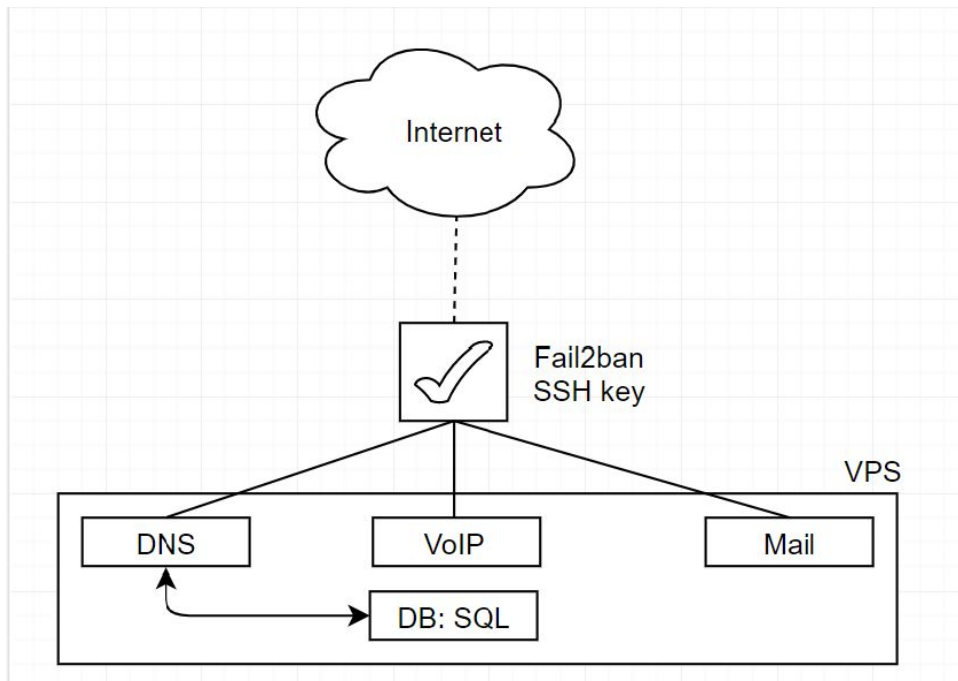 Internet
Fail2ban
SSH key
VPS
DNS
VoIP
Mail
DB: SQL